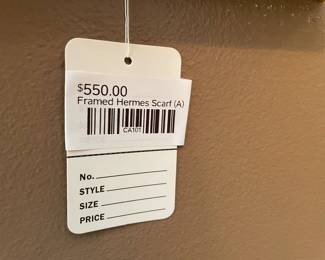 $550.00
Framed Hermes Scarf (A)
CA101
No.
STYLE
SIZE
PRICE